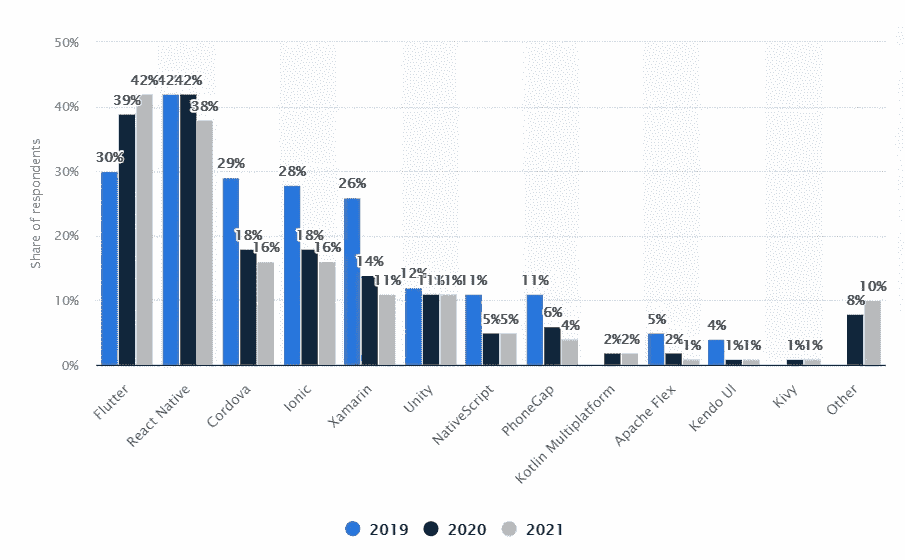 50%
40%
30%
20%
10%
0%
Share of respondents
30% 39% 42%
42% 42% 38%
29% 18% 16%
28% 18% 16%
26% 14% 11%
12% 11% 11%
11% 5% 5%
11% 6% 4%
2% 2%
5% 2% 1%
4% 1% 1%
1% 1%
8% 10%
Flutter
React Native
Cordova
Ionic
Xamarin
Unity
NativeScript
PhoneGap
Kotlin Multiplatform
Apache Flex
Kendo UI
Kivy
Other
2019 2020 2021